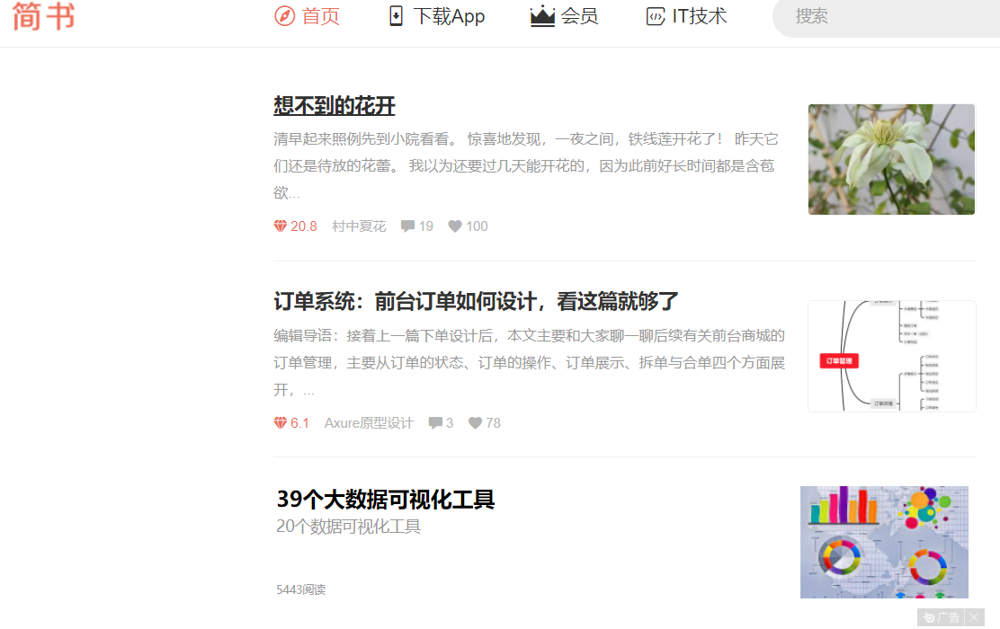 简书
首页 下载App 会员 IT技术 搜索
想不到的花开
清早起来照例先到小院看看。 惊喜地发现，一夜之间，铁线莲开花了！ 昨天它
们还是待放的花蕾。 我以为还要过几天能开花的，因为此前好长时间都是含苞
欲...
20.8 村中夏花 19 100
订单系统：前台订单如何设计，看这篇就够了
编辑导语：接着上一篇下单设计后，本文主要和大家聊一聊后续有关前台商城的
订单管理，主要从订单的状态、订单的操作、订单展示、拆单与合单四个方面展
开，...
订单管理
6.1 Axure原型设计 3 78
39个大数据可视化工具
20个数据可视化工具
5443阅读
广告